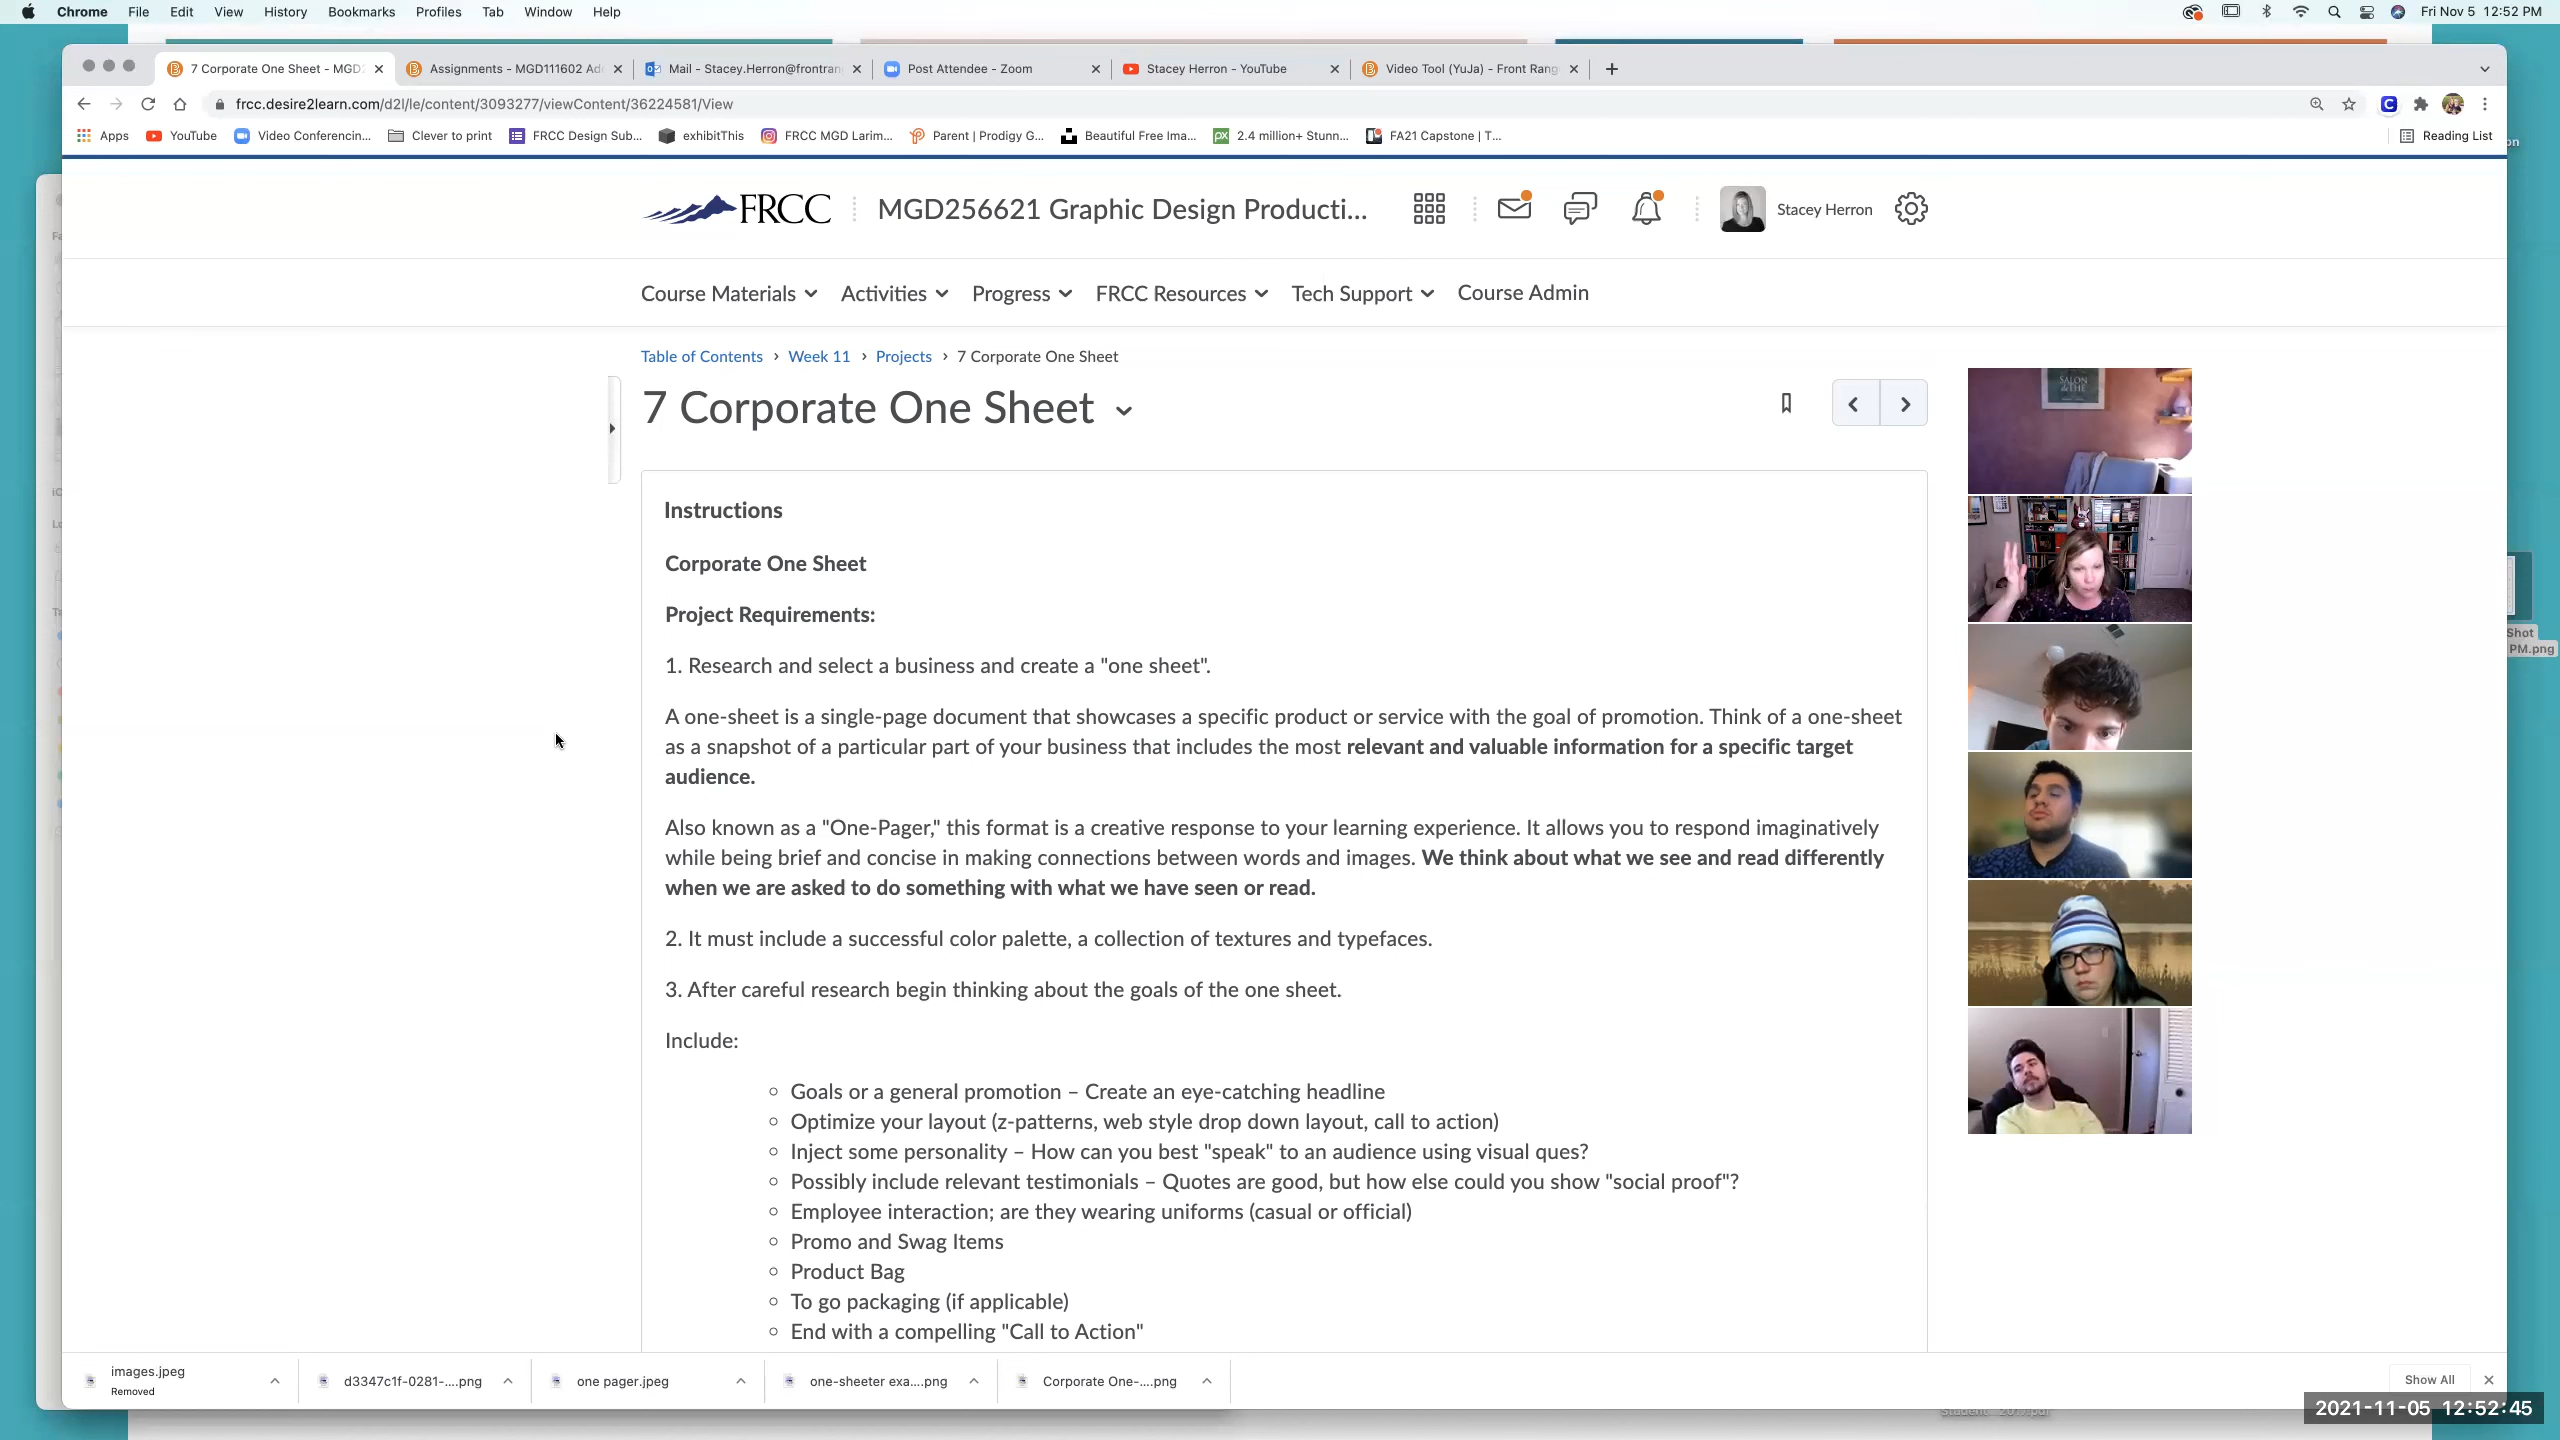 Chrome File Edit View History Bookmarks Profiles Tab Window Help Fri Nov 5 12:52 PM
7 Corporate One Sheet - MGD2 Assignments - MGD111602 Ad Mail - Stacey.Herron@frontran Post Attendee - Zoom Stacey Herron - YouTube Video Tool (YuJa) - Front Rang
frcc.desire2learn.com/d2l/le/content/3093277/viewContent/36224581/View
Apps YouTube Video Conferencin... Clever to print FRCC Design Sub... exhibitThis FRCC MGD Larim... Parent | Prodigy G... Beautiful Free Ima... 2.4 million+ Stunn... FA21 Capstone | T... Reading List
FRCC MGD256621 Graphic Design Producti... Stacey Herron
Course Materials Activities Progress FRCC Resources Tech Support Course Admin
Table of Contents › Week 11 › Projects › 7 Corporate One Sheet
7 Corporate One Sheet
Instructions
Corporate One Sheet
Project Requirements:
1. Research and select a business and create a "one sheet".
A one-sheet is a single-page document that showcases a specific product or service with the goal of promotion. Think of a one-sheet
as a snapshot of a particular part of your business that includes the most relevant and valuable information for a specific target
audience.
Also known as a "One-Pager," this format is a creative response to your learning experience. It allows you to respond imaginatively
while being brief and concise in making connections between words and images. We think about what we see and read differently
when we are asked to do something with what we have seen or read.
2. It must include a successful color palette, a collection of textures and typefaces.
3. After careful research begin thinking about the goals of the one sheet.
Include:
Goals or a general promotion – Create an eye-catching headline
Optimize your layout (z-patterns, web style drop down layout, call to action)
Inject some personality – How can you best "speak" to an audience using visual ques?
Possibly include relevant testimonials – Quotes are good, but how else could you show "social proof"?
Employee interaction; are they wearing uniforms (casual or official)
Promo and Swag Items
Product Bag
To go packaging (if applicable)
End with a compelling "Call to Action"
SALON
Shot
PM.png
images.jpeg
Removed
d3347c1f-0281-....png one pager.jpeg one-sheeter exa....png Corporate One-....png Show All
2021-11-05 12:52:45